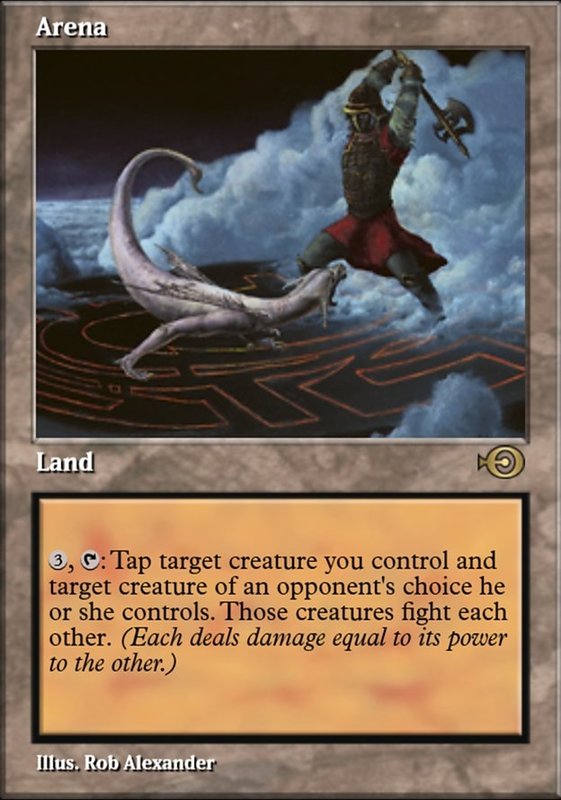 Arena
Land
3, T: Tap target creature you control and
target creature of an opponent's choice he
or she controls. Those creatures fight each
other. (Each deals damage equal to its power
to the other.)
Illus. Rob Alexander